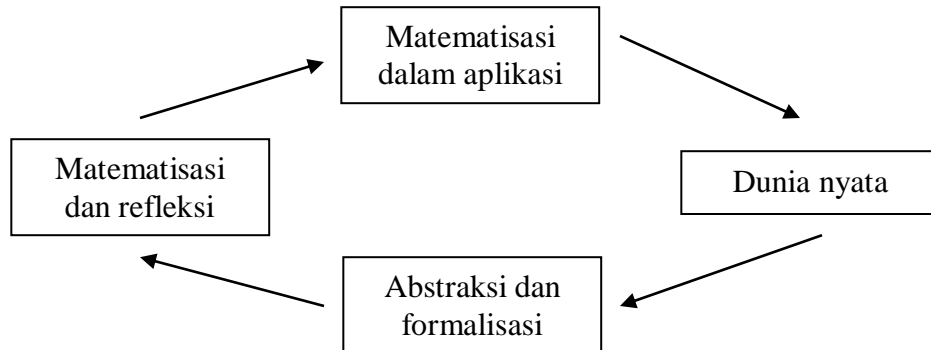 Matematisasi
dalam aplikasi
Matematisasi
dan refleksi
Dunia nyata
Abstraksi dan
formalisasi